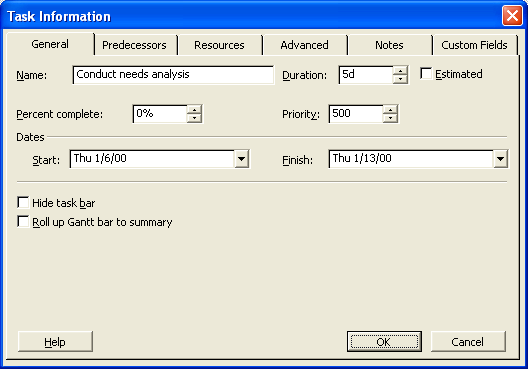 Task Information
General Predecessors Resources Advanced Notes Custom Fields
Name: Conduct needs analysis Duration: 5d Estimated
Percent complete: 0% Priority: 500
Dates
Start: Thu 1/6/00 Finish: Thu 1/13/00
Hide task bar
Roll up Gantt bar to summary
Help OK Cancel